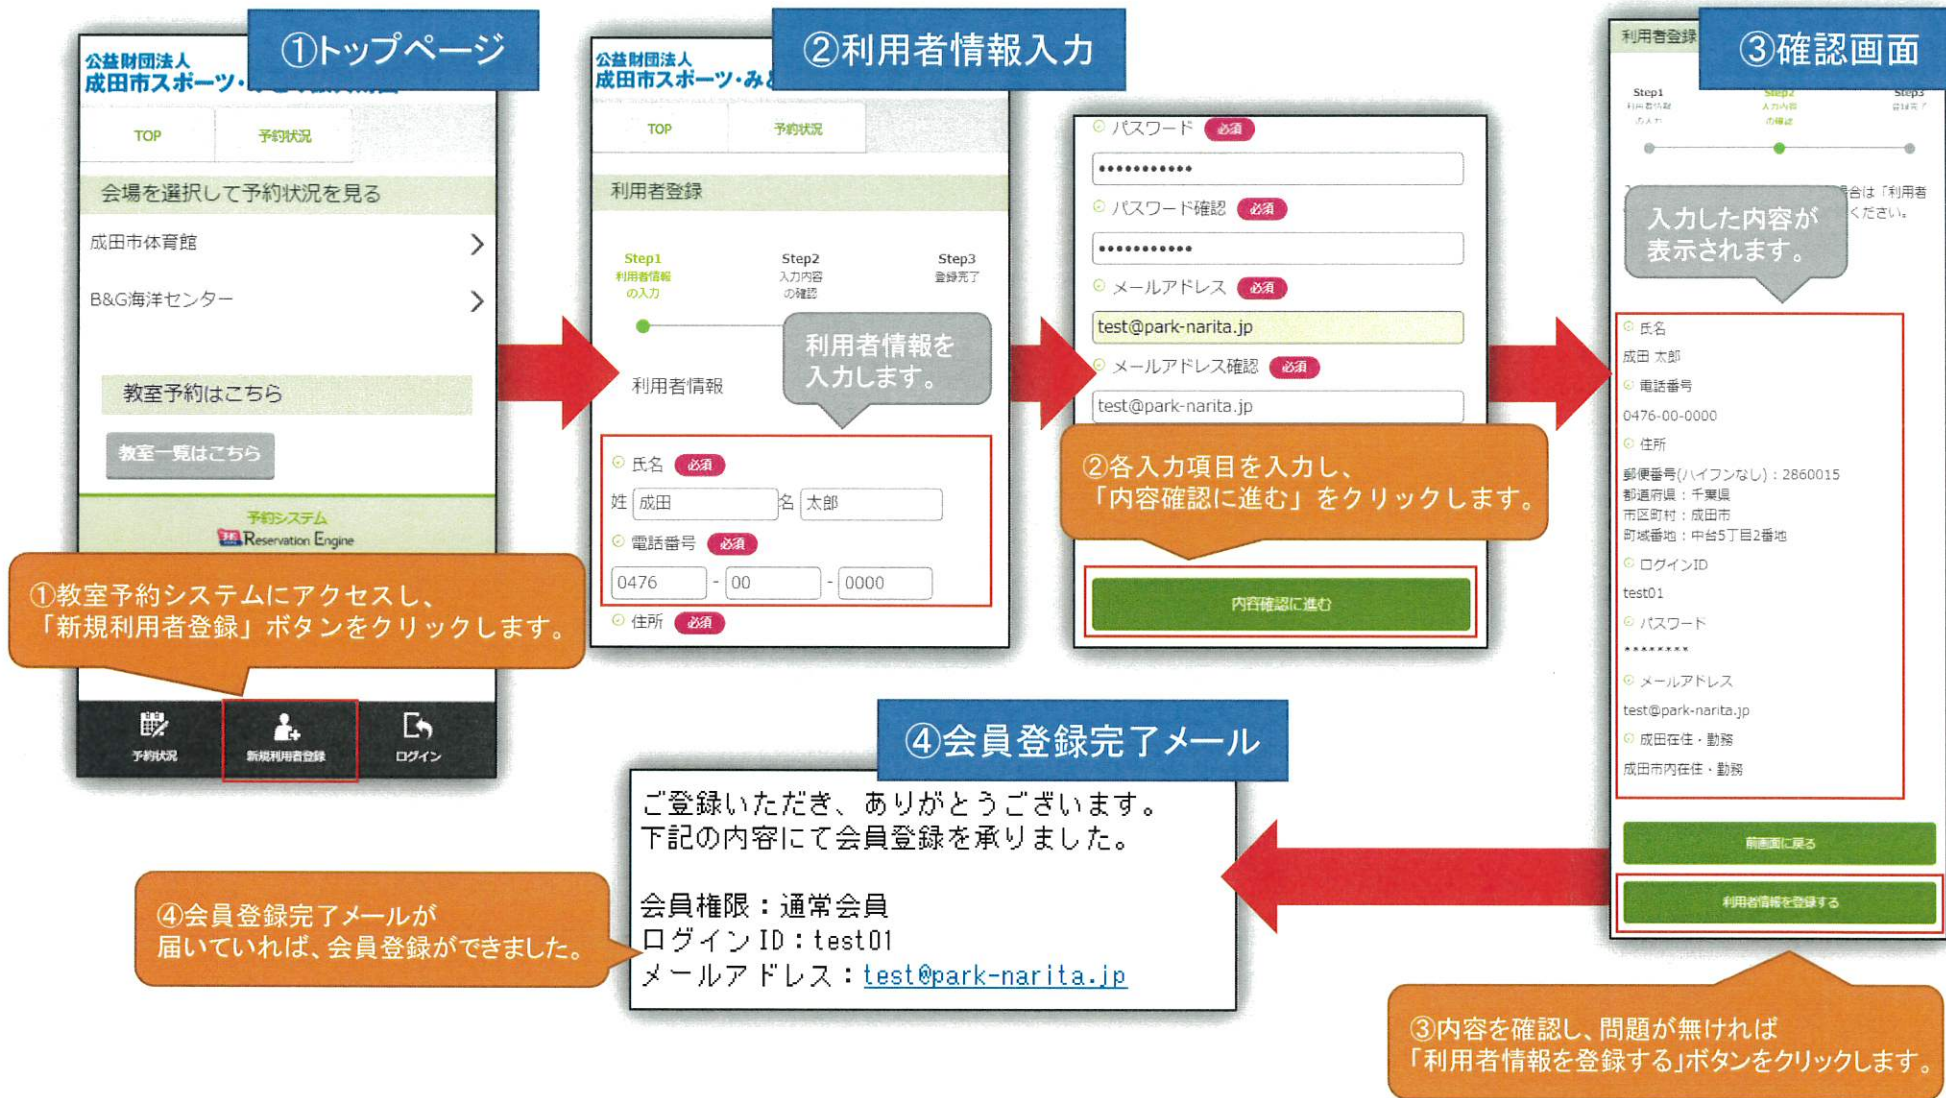 ①トップページ
公益財団法人
成田市スポーツ・
TOP
予約状況
会場を選択して予約状況を見る
成田市体育館
B&G海洋センター
教室予約はこちら
教室一覧はこちら
予約システム
Reservation Engine
①教室予約システムにアクセスし、
「新規利用者登録」ボタンをクリックします。
予約状況
新規利用者登録
ログイン
②利用者情報入力
公益財団法人
成田市スポーツ・み
TOP
予約状況
利用者登録
Step1
利用者情報
の入力
Step2
入力内容
の確認
Step3
登録完了
利用者情報を
入力します。
利用者情報
氏名 必須
姓 成田 名 太郎
電話番号 必須
0476 - 00 - 0000
住所 必須
パスワード 必須
•••••••••••
パスワード確認 必須
•••••••••••
メールアドレス 必須
test@park-narita.jp
メールアドレス確認 必須
test@park-narita.jp
②各入力項目を入力し、
「内容確認に進む」をクリックします。
内容確認に進む
③確認画面
利用者登録
Step1
利用者情報
の入力
Step2
入力内容
の確認
Step3
登録完了
合は「利用者
ください。
入力した内容が
表示されます。
氏名
成田 太郎
電話番号
0476-00-0000
住所
郵便番号(ハイフンなし)：2860015
都道府県：千葉県
市区町村：成田市
町域番地：中台5丁目2番地
ログインID
test01
パスワード
********
メールアドレス
test@park-narita.jp
成田在住・勤務
成田市内在住・勤務
前画面に戻る
利用者情報を登録する
③内容を確認し、問題が無ければ
「利用者情報を登録する」ボタンをクリックします。
④会員登録完了メール
ご登録いただき、ありがとうございます。
下記の内容にて会員登録を承りました。
会員権限：通常会員
ログインID：test01
メールアドレス：test@park-narita.jp
④会員登録完了メールが
届いていれば、会員登録ができました。